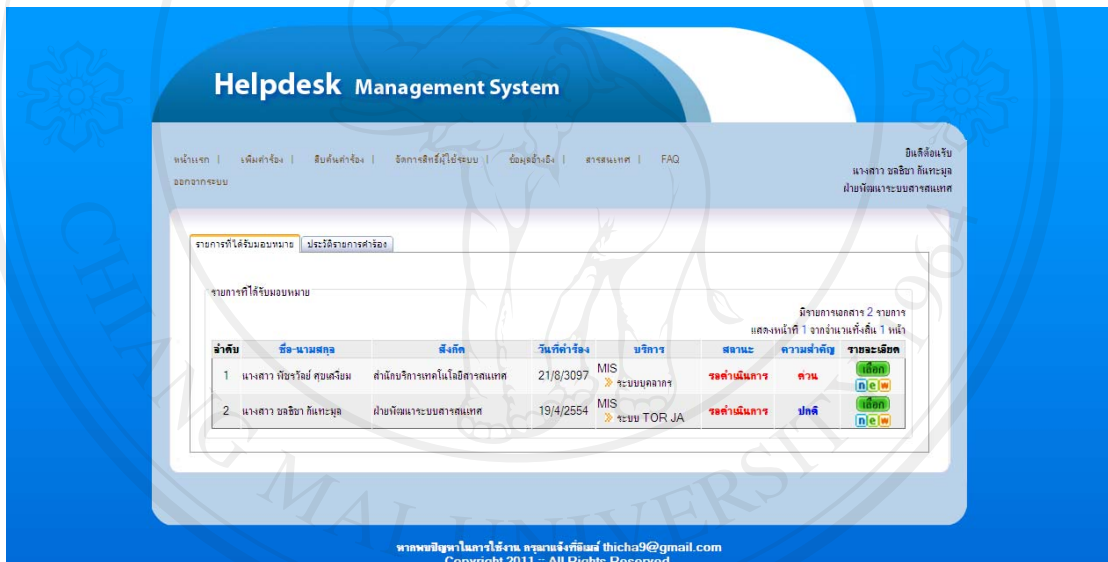 Helpdesk Management System
หน้าแรก | เพิ่มคำร้อง | สืบค้นคำร้อง | จัดการสิทธิ์ผู้ใช้ระบบ | ข้อมูลอ้างอิง | สารสนเทศ | FAQ
ออกจากระบบ
ยินดีต้อนรับ
นางสาว ชลธิชา กันทะมูล
ฝ่ายพัฒนาระบบสารสนเทศ
รายการที่ได้รับมอบหมาย ประวัติรายการคำร้อง
รายการที่ได้รับมอบหมาย
มีรายการเอกสาร 2 รายการ
แสดงหน้าที่ 1 จากจำนวนทั้งสิ้น 1 หน้า
ลำดับ ชื่อ-นามสกุล สังกัด วันที่คำร้อง บริการ สถานะ ความสำคัญ รายละเอียด
1 นางสาว พัชรวัลย์ สุขเสงี่ยม สำนักบริการเทคโนโลยีสารสนเทศ 21/8/3097 MIS » ระบบบุคลากร รอดำเนินการ ด่วน เลือก new
2 นางสาว ชลธิชา กันทะมูล ฝ่ายพัฒนาระบบสารสนเทศ 19/4/2554 MIS » ระบบ TOR JA รอดำเนินการ ปกติ เลือก new
หากพบปัญหาในการใช้งาน กรุณาแจ้งที่อีเมล์ thicha9@gmail.com
Copyright 2011 :: All Rights Reserved
CHIANG MAI UNIVERSITY 1964